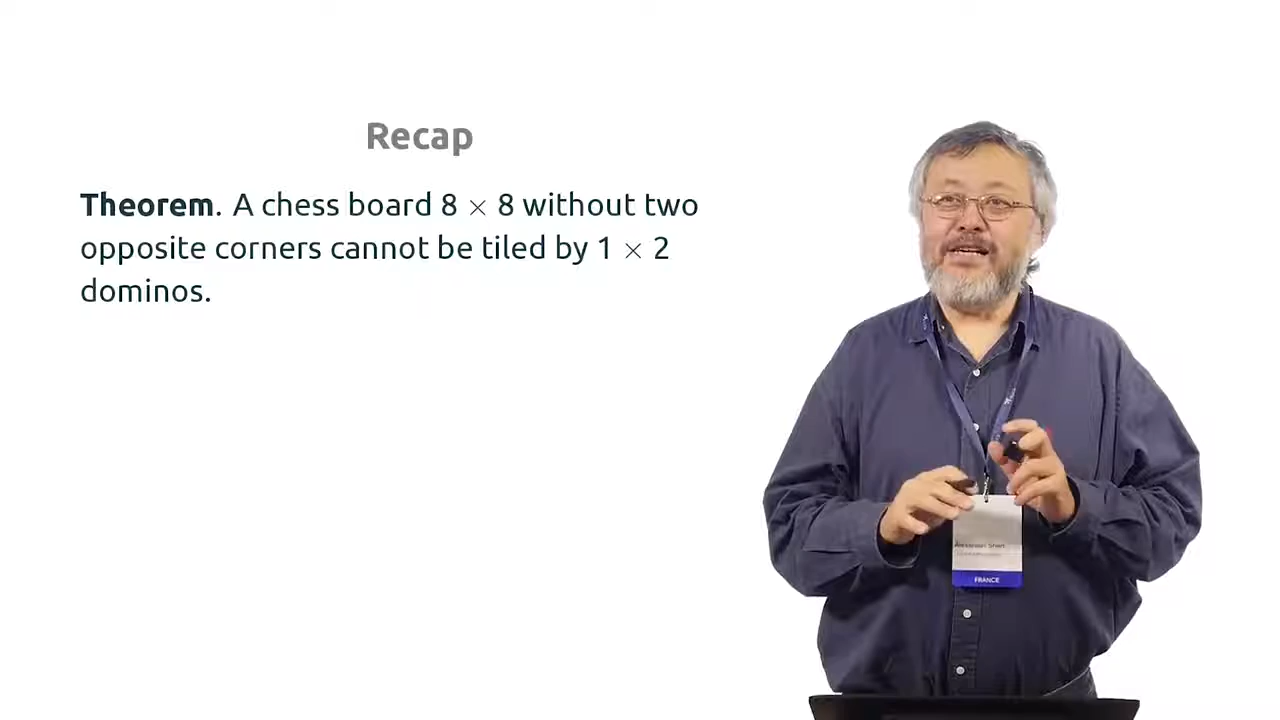 Recap
Theorem. A chess board 8 × 8 without two
opposite corners cannot be tiled by 1 × 2
dominos.
FRANCE